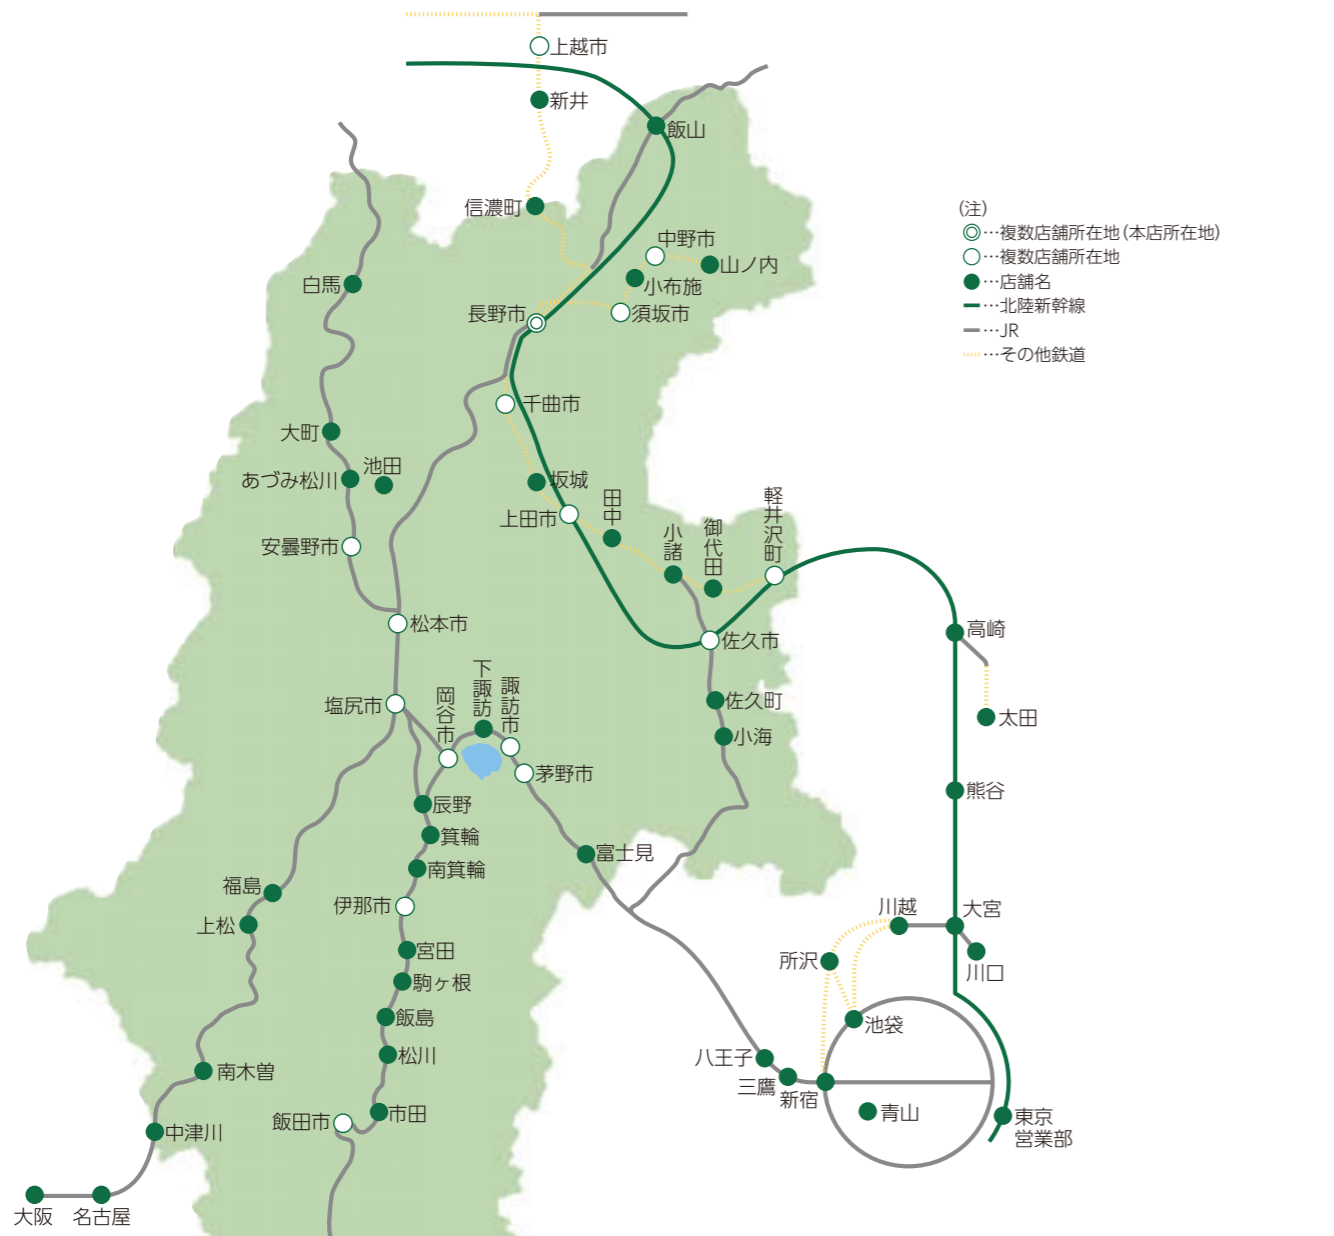 上越市
新井
飯山
信濃町
中野市
山ノ内
小布施
須坂市
長野市
白馬
千曲市
大町
池田
あづみ松川
坂城
上田市
田中
小諸
御代田
軽井沢町
安曇野市
松本市
佐久市
佐久町
小海
塩尻市
岡谷市
下諏訪
諏訪市
茅野市
辰野
箕輪
南箕輪
富士見
福島
上松
伊那市
宮田
駒ヶ根
飯島
松川
南木曽
市田
飯田市
中津川
大阪
名古屋
(注)
◎…複数店舗所在地(本店所在地)
○…複数店舗所在地
●…店舗名
…北陸新幹線
…JR
…その他鉄道
高崎
太田
熊谷
川越
大宮
所沢
川口
池袋
八王子
三鷹
新宿
青山
東京
営業部